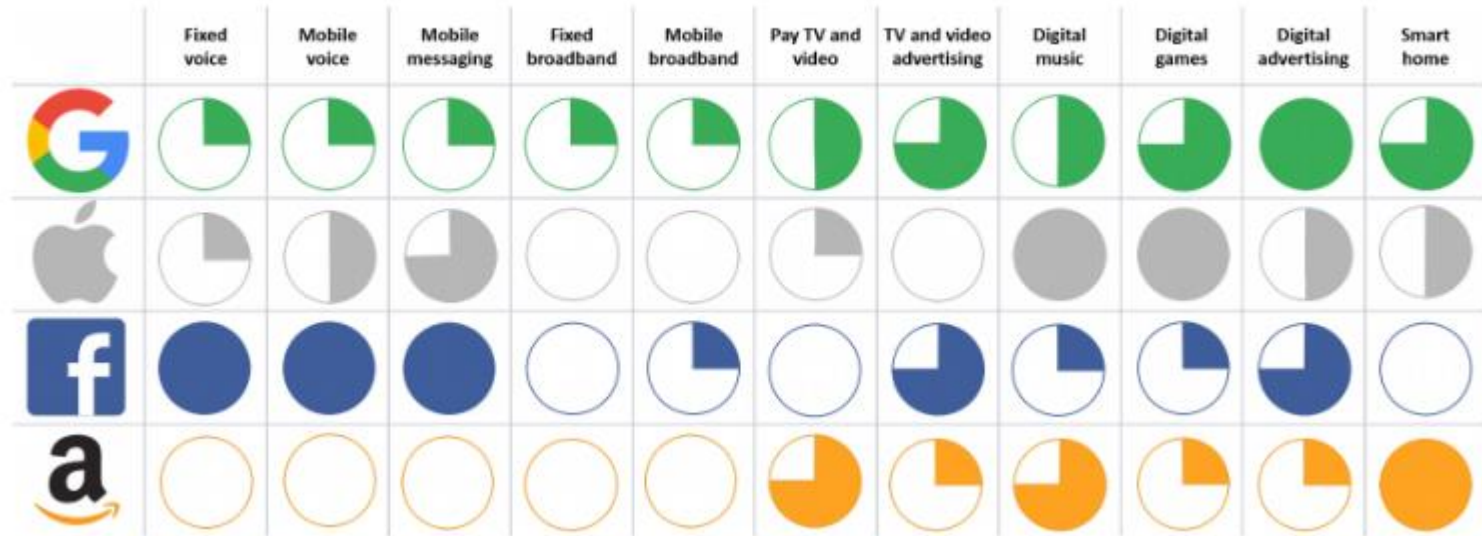 Fixed voice
Mobile voice
Mobile messaging
Fixed broadband
Mobile broadband
Pay TV and video
TV and video advertising
Digital music
Digital games
Digital advertising
Smart home
G
f
a